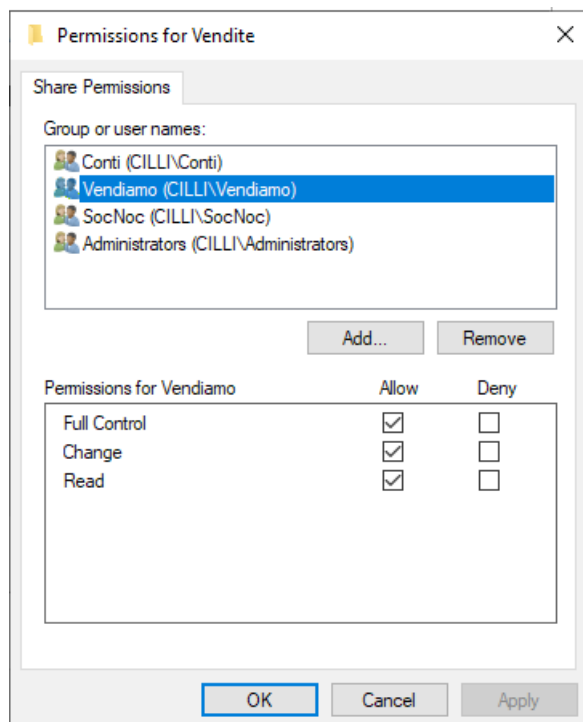 Permissions for Vendite
Share Permissions
Group or user names:
Conti (CILLI\Conti)
Vendiamo (CILLI\Vendiamo)
SocNoc (CILLI\SocNoc)
Administrators (CILLI\Administrators)
Add... Remove
Permissions for Vendiamo Allow Deny
Full Control
Change
Read
OK Cancel Apply